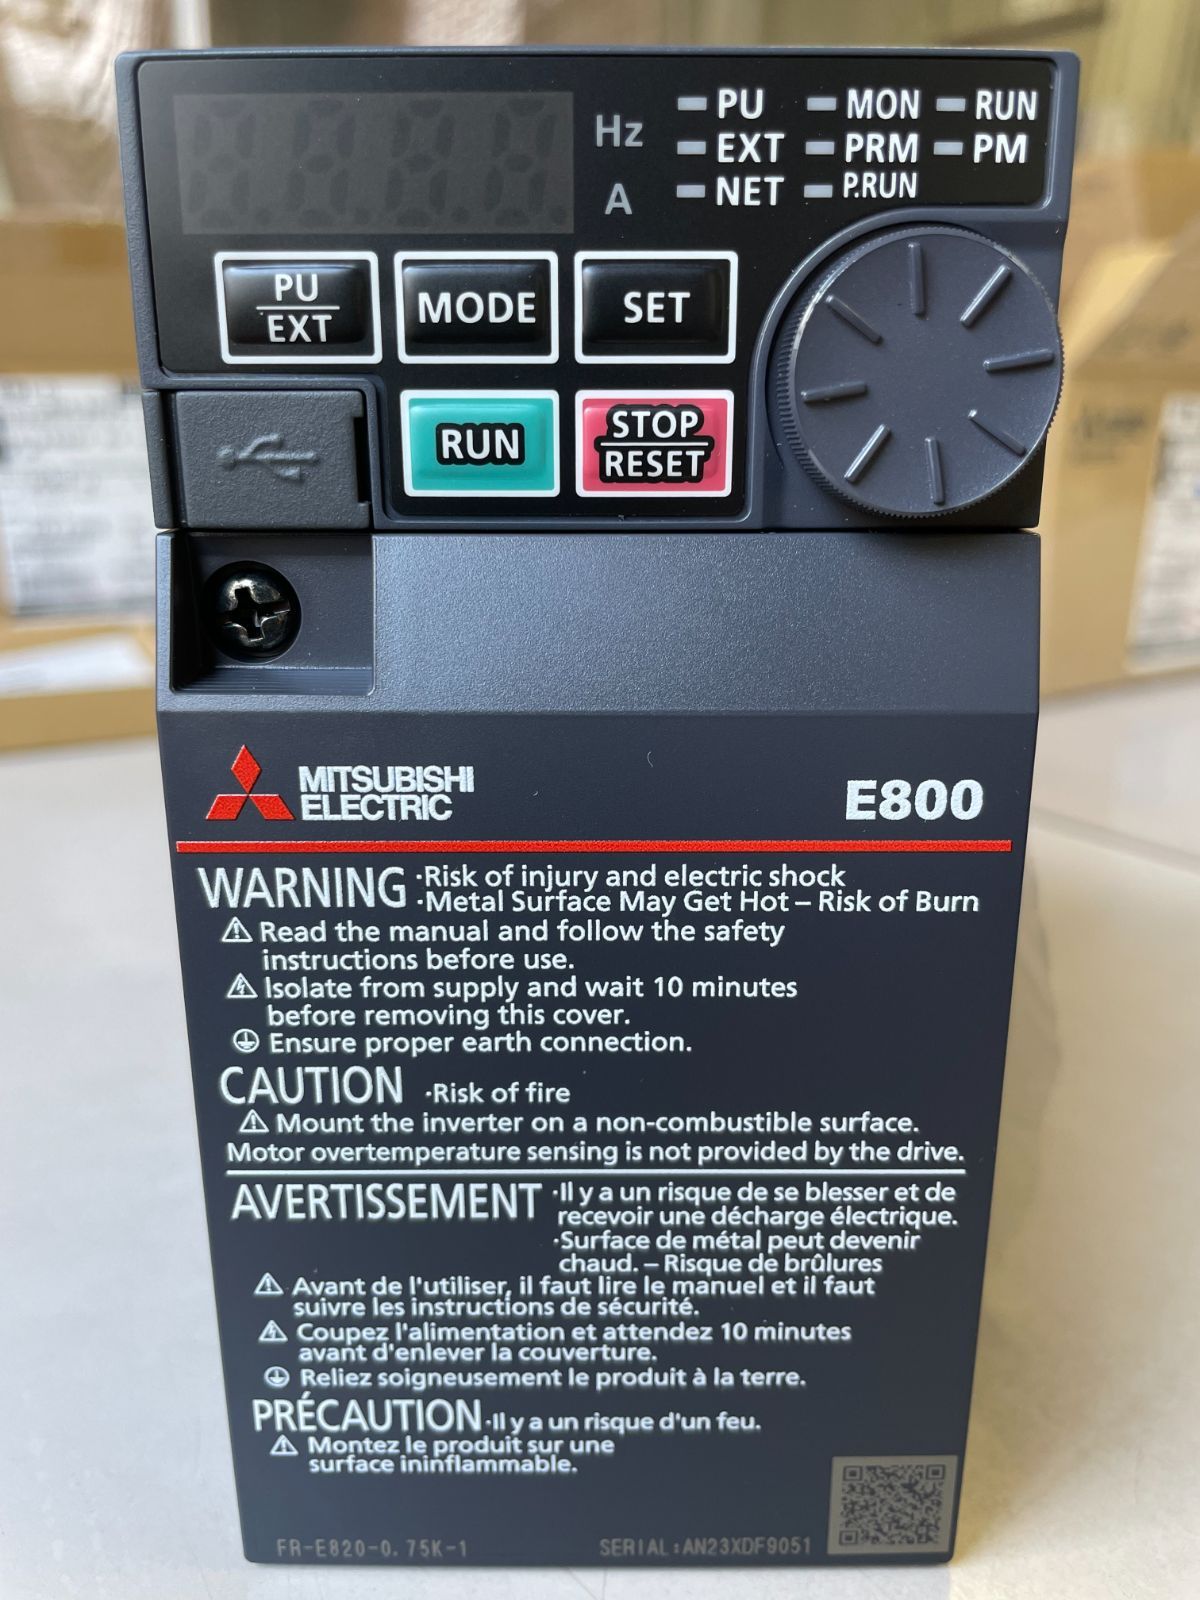 Hz
A
PU MON RUN
EXT PRM PM
NET P.RUN
PU
EXT
MODE
SET
RUN
STOP
RESET
MITSUBISHI
ELECTRIC
E800
WARNING ·Risk of injury and electric shock
·Metal Surface May Get Hot – Risk of Burn
Read the manual and follow the safety
instructions before use.
Isolate from supply and wait 10 minutes
before removing this cover.
Ensure proper earth connection.
CAUTION ·Risk of fire
Mount the inverter on a non-combustible surface.
Motor overtemperature sensing is not provided by the drive.
AVERTISSEMENT ·Il y a un risque de se blesser et de
recevoir une décharge électrique.
·Surface de métal peut devenir
chaud. – Risque de brûlures
Avant de l'utiliser, il faut lire le manuel et il faut
suivre les instructions de sécurité.
Coupez l'alimentation et attendez 10 minutes
avant d'enlever la couverture.
Reliez soigneusement le produit à la terre.
PRÉCAUTION ·Il y a un risque d'un feu.
Montez le produit sur une
surface ininflammable.
FR-E820-0.75K-1
SERIAL:AN23XDF9051